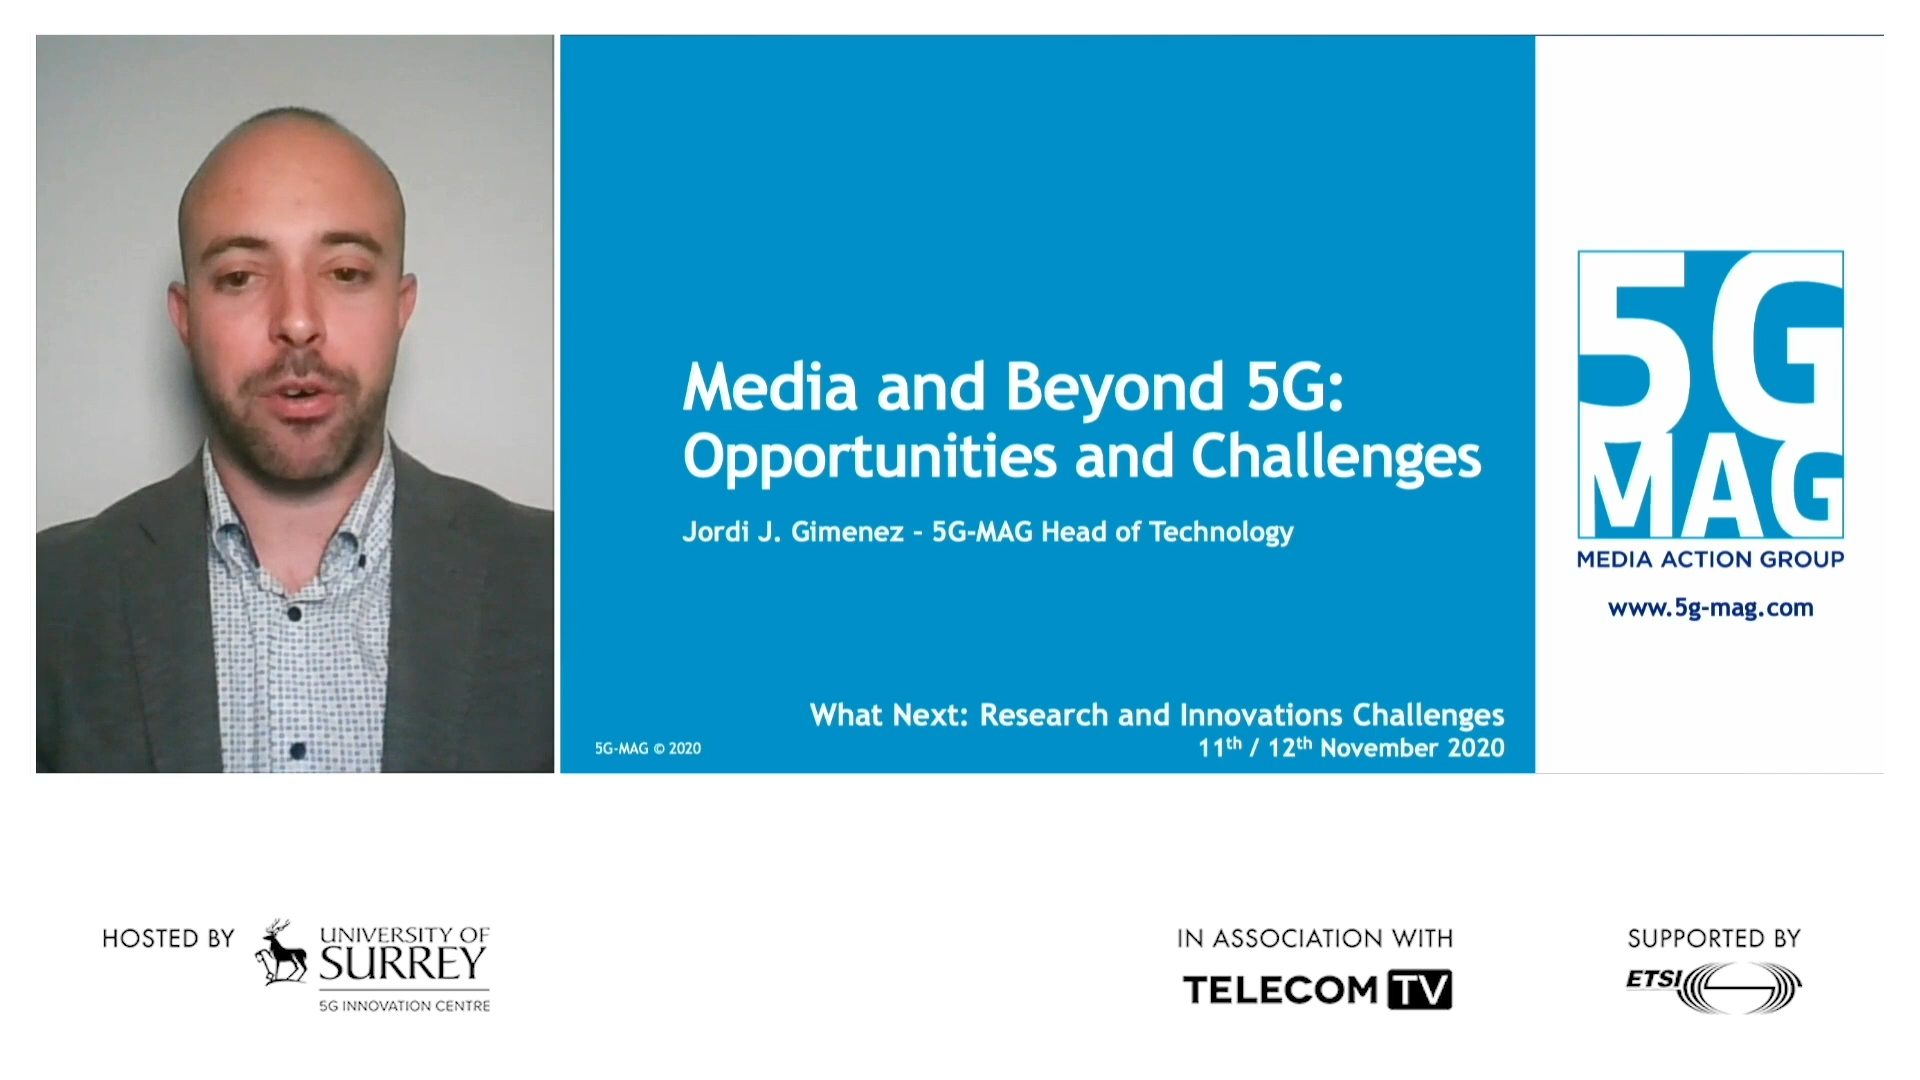 Media and Beyond 5G:
Opportunities and Challenges
Jordi J. Gimenez – 5G-MAG Head of Technology
What Next: Research and Innovations Challenges
5G-MAG © 2020
11th / 12th November 2020
5G
MAG
MEDIA ACTION GROUP
www.5g-mag.com
HOSTED BY
UNIVERSITY OF
SURREY
5G INNOVATION CENTRE
IN ASSOCIATION WITH
TELECOM TV
SUPPORTED BY
ETSI